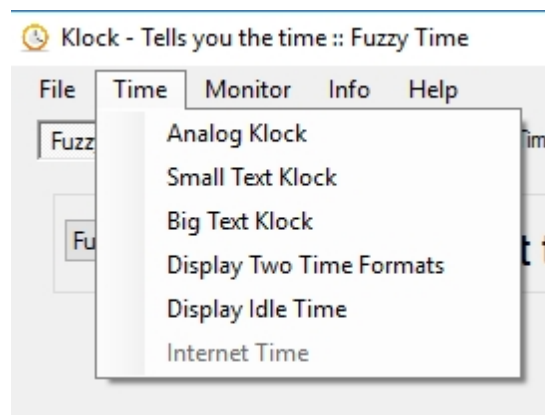 Klock - Tells you the time :: Fuzzy Time
File Time Monitor Info Help
Analog Klock
Small Text Klock
Big Text Klock
Display Two Time Formats
Display Idle Time
Internet Time